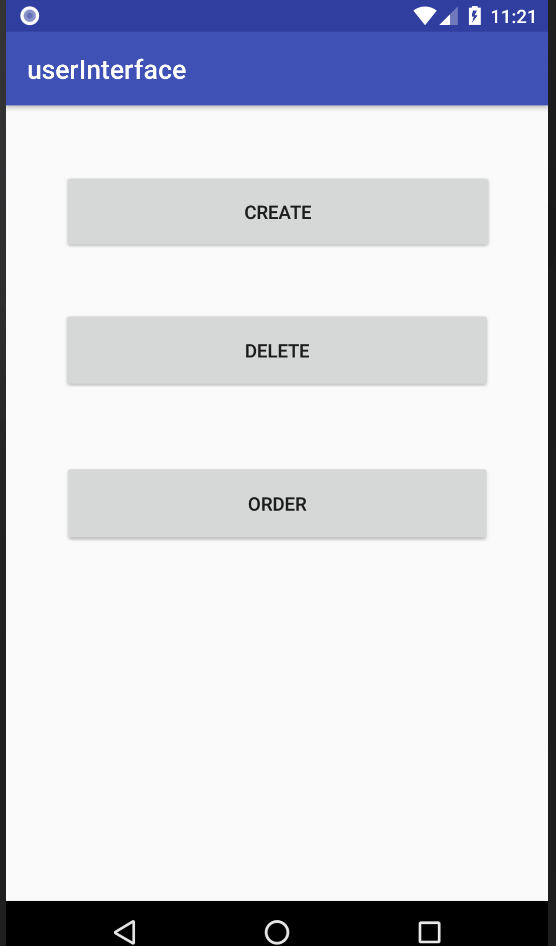 11:21
userInterface
CREATE
DELETE
ORDER